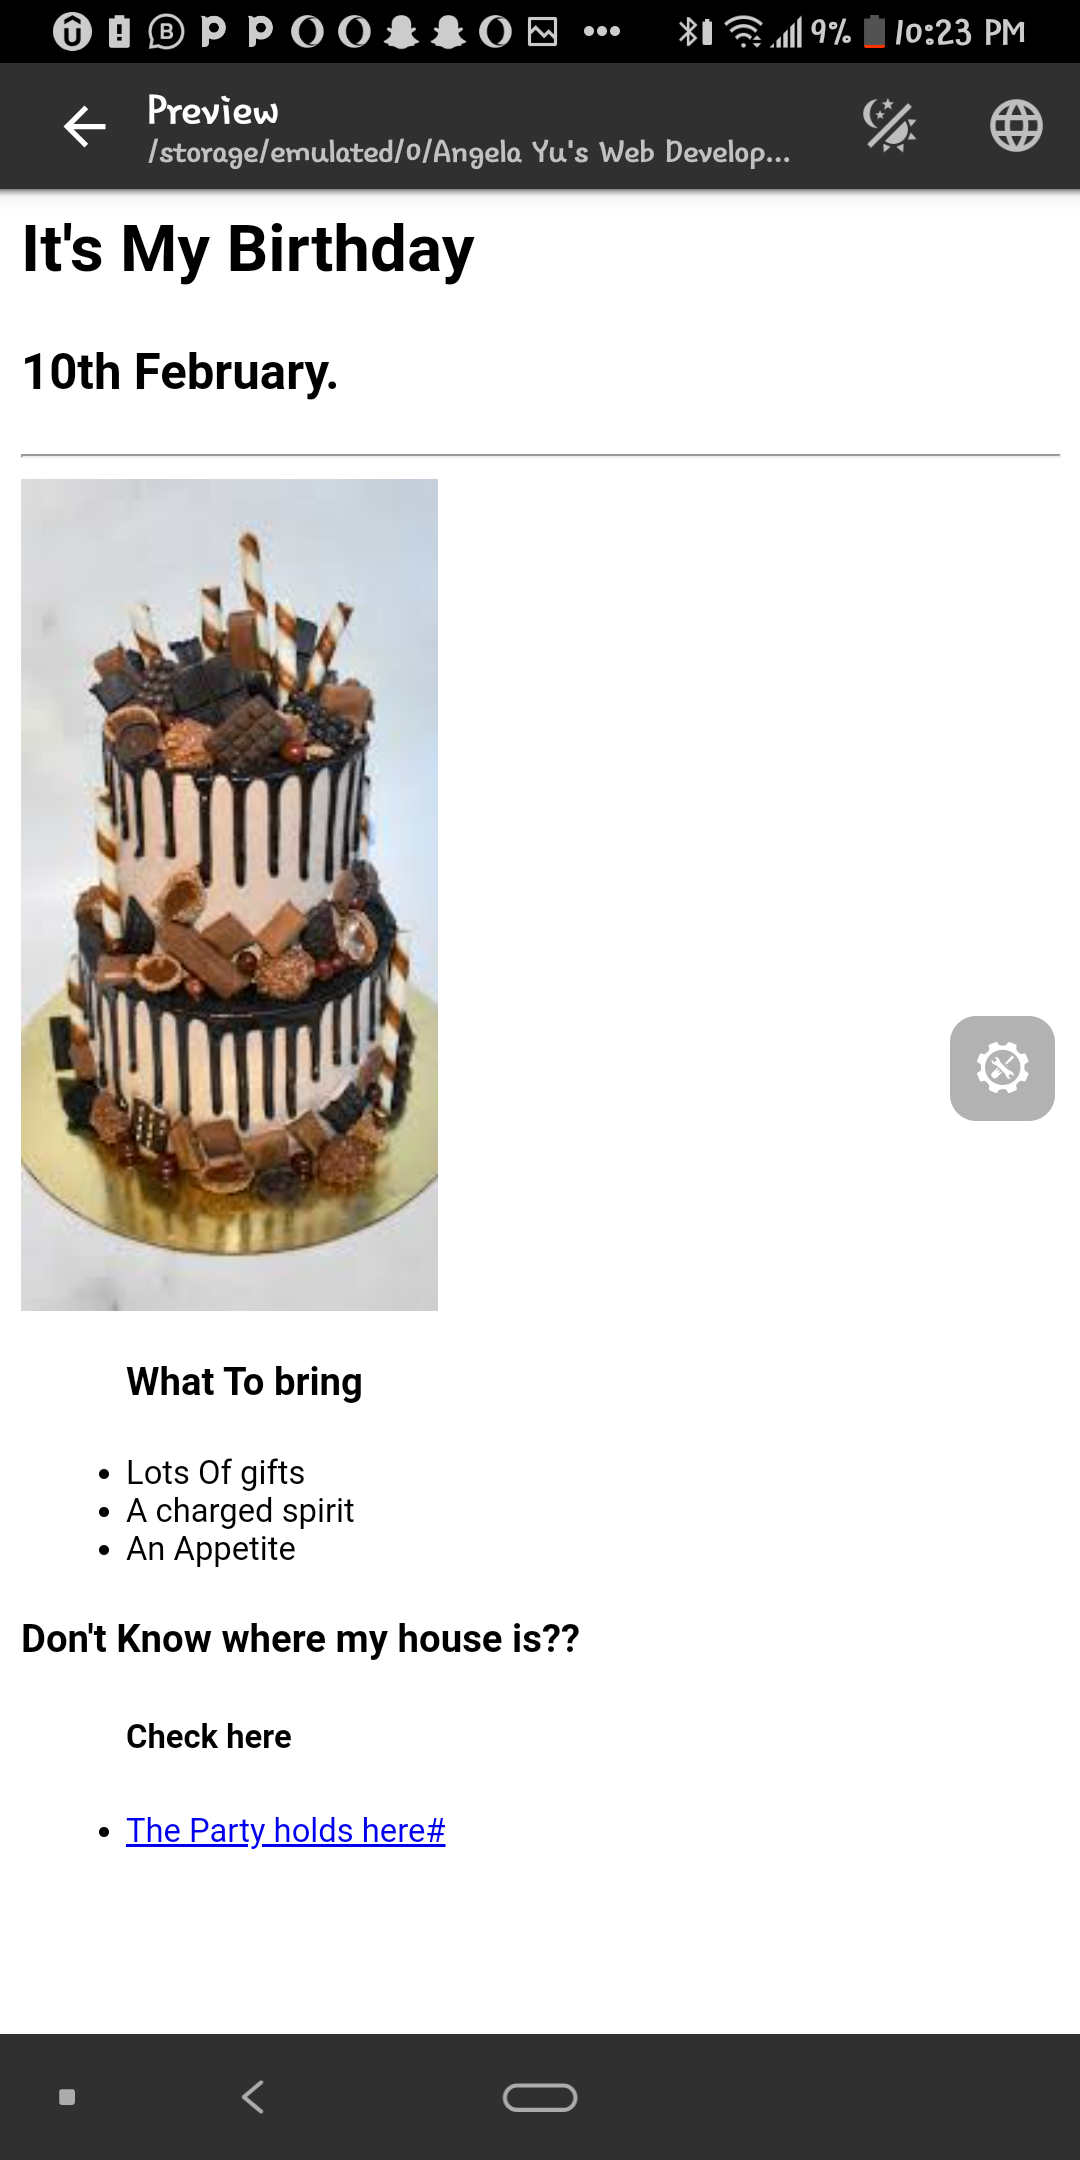 9% 10:23 PM
Preview
/storage/emulated/0/Angela Yu's Web Develop...
It's My Birthday
10th February.
What To bring
Lots Of gifts
A charged spirit
An Appetite
Don't Know where my house is??
Check here
The Party holds here#